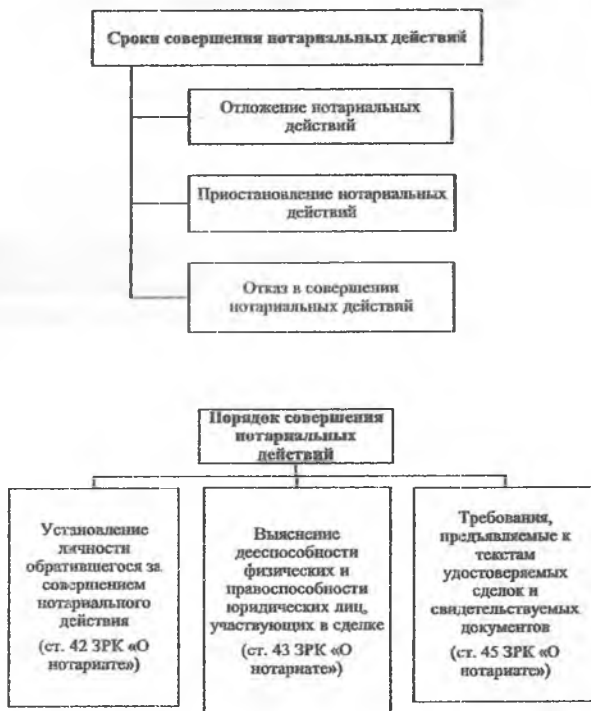 Сроки совершения нотариальных действий
Отложение нотариальных
действий
Приостановление нотариальных
действий
Отказ в совершении
нотариальных действий
Порядок совершения
нотариальных
действий
Установление
личности
обратившегося за
совершением
нотариального
действия
(ст. 42 ЗРК «О
нотариате»)
Выяснение
дееспособности
физических и
правоспособности
юридических лиц,
участвующих в сделке
(ст. 43 ЗРК «О
нотариате»)
Требования,
предъявляемые к
текстам
удостоверяемых
сделок и
свидетельствуемых
документов
(ст. 45 ЗРК «О
нотариате»)